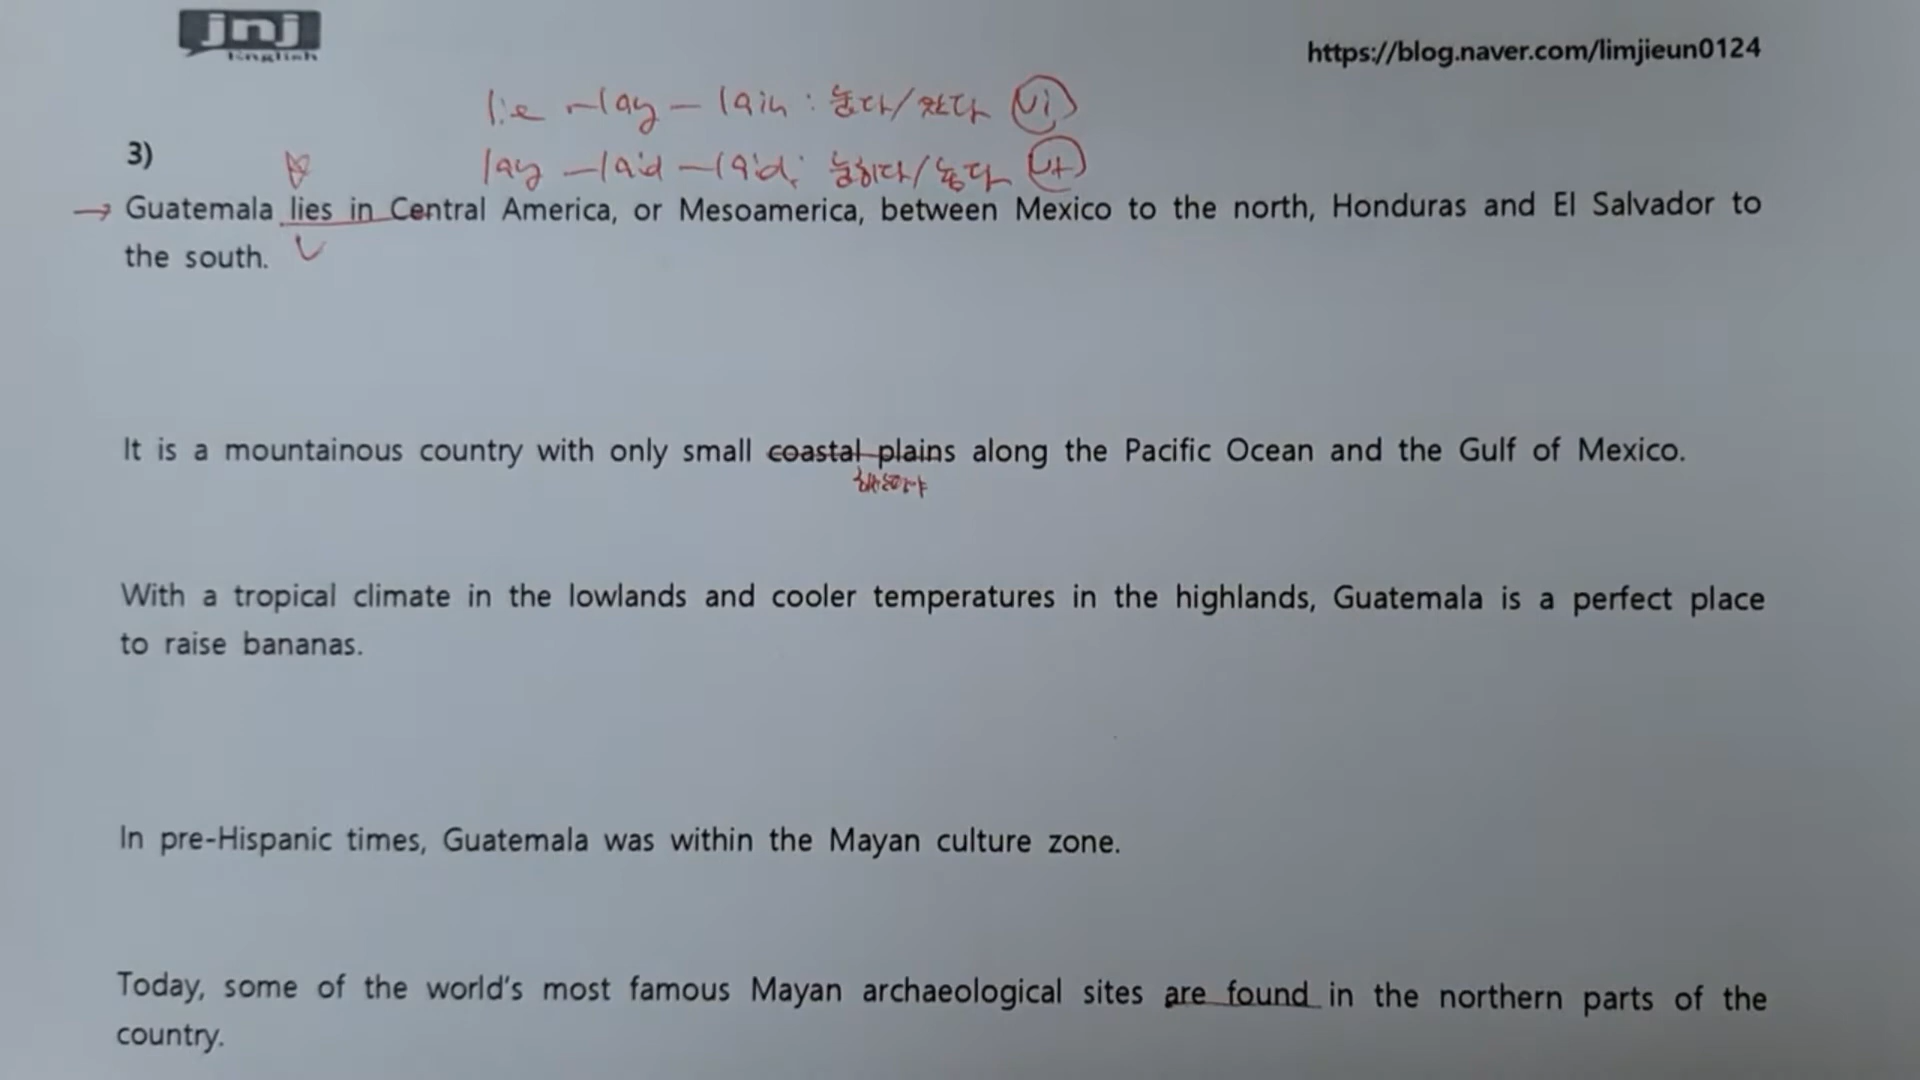 jnj
English
https://blog.naver.com/limjieun0124
lie – lay – lain : 눕다/있다 vi
3)
lay – laid – laid : 눕히다/놓다 vt
→ Guatemala lies in Central America, or Mesoamerica, between Mexico to the north, Honduras and El Salvador to
the south.
It is a mountainous country with only small coastal plains along the Pacific Ocean and the Gulf of Mexico.
With a tropical climate in the lowlands and cooler temperatures in the highlands, Guatemala is a perfect place
to raise bananas.
In pre-Hispanic times, Guatemala was within the Mayan culture zone.
Today, some of the world's most famous Mayan archaeological sites are found in the northern parts of the
country.